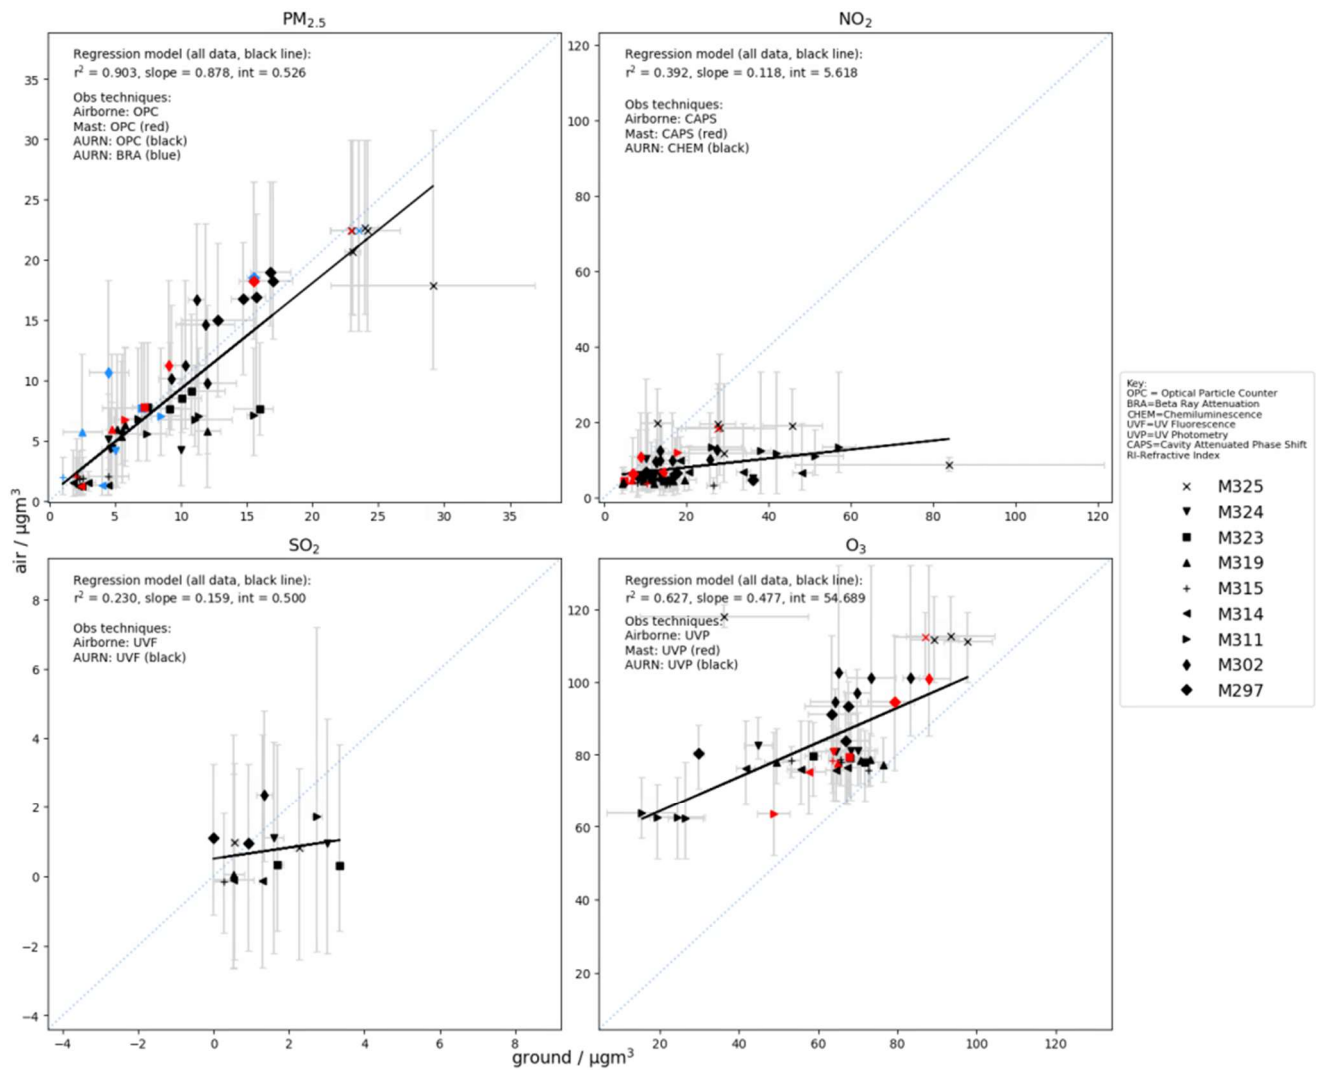 PM2.5
Regression model (all data, black line):
r² = 0.903, slope = 0.878, int = 0.526
Obs techniques:
Airborne: OPC
Mast: OPC (red)
AURN: OPC (black)
AURN: BRA (blue)
35
30
25
20
15
10
5
0
0 5 10 15 20 25 30 35
NO2
Regression model (all data, black line):
r² = 0.392, slope = 0.118, int = 5.618
Obs techniques:
Airborne: CAPS
Mast: CAPS (red)
AURN: CHEM (black)
120
100
80
60
40
20
0
0 20 40 60 80 100 120
SO2
Regression model (all data, black line):
r² = 0.230, slope = 0.159, int = 0.500
Obs techniques:
Airborne: UVF
AURN: UVF (black)
8
6
4
2
0
−2
−4
−4 −2 0 2 4 6 8
O3
Regression model (all data, black line):
r² = 0.627, slope = 0.477, int = 54.689
Obs techniques:
Airborne: UVP
Mast: UVP (red)
AURN: UVP (black)
120
100
80
60
40
20
20 40 60 80 100 120
air / µgm³
ground / µgm³
Key:
OPC = Optical Particle Counter
BRA=Beta Ray Attenuation
CHEM=Chemiluminescence
UVF=UV Fluorescence
UVP=UV Photometry
CAPS=Cavity Attenuated Phase Shift
RI-Refractive Index
M325
M324
M323
M319
M315
M314
M311
M302
M297